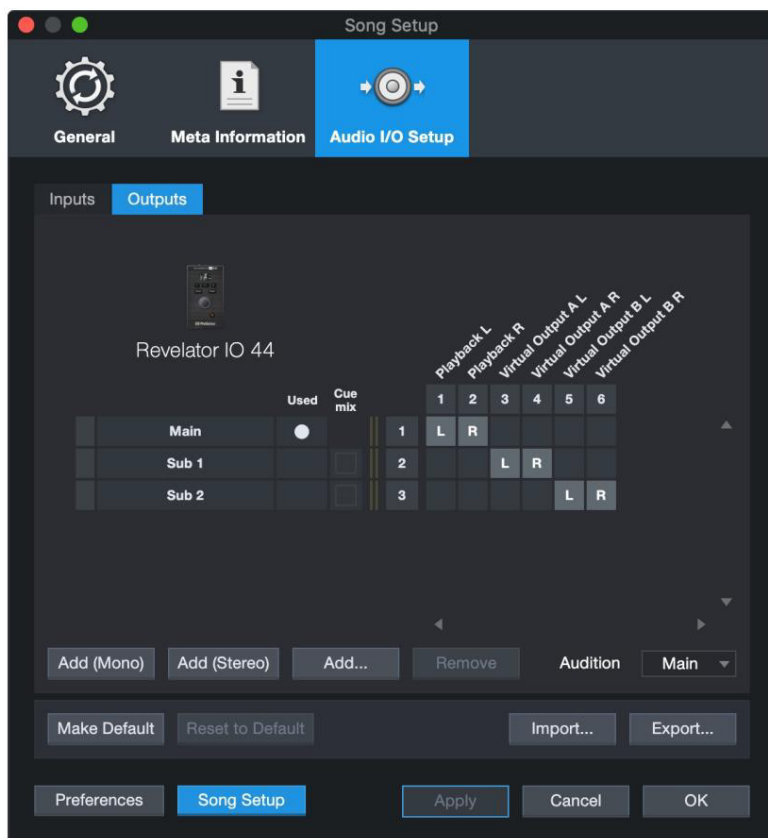 Song Setup
General
Meta Information
Audio I/O Setup
Inputs
Outputs
Revelator IO 44
Playback L
Playback R
Virtual Output A L
Virtual Output A R
Virtual Output B L
Virtual Output B R
Used
Cue
mix
1 2 3 4 5 6
Main 1 L R
Sub 1 2 L R
Sub 2 3 L R
Add (Mono)
Add (Stereo)
Add...
Remove
Audition
Main
Make Default
Reset to Default
Import...
Export...
Preferences
Song Setup
Apply
Cancel
OK